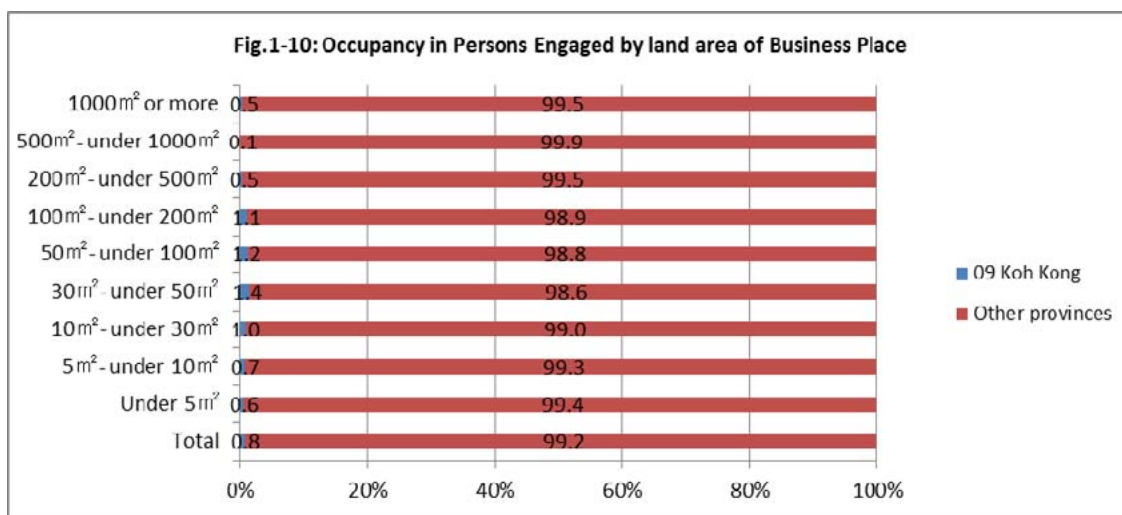 Fig.1-10: Occupancy in Persons Engaged by land area of Business Place
1000m² or more 0.5 99.5
500m²- under 1000m² 0.1 99.9
200m²- under 500m² 0.5 99.5
100m²- under 200m² 1.1 98.9
50m²- under 100m² 1.2 98.8
30m²- under 50m² 1.4 98.6
10m²- under 30m² 1.0 99.0
5m²- under 10m² 0.7 99.3
Under 5m² 0.6 99.4
Total 0.8 99.2
0% 20% 40% 60% 80% 100%
09 Koh Kong
Other provinces